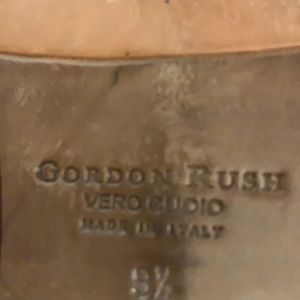 GORDON RUSH
VERO CUOIO
MADE IN ITALY
9½